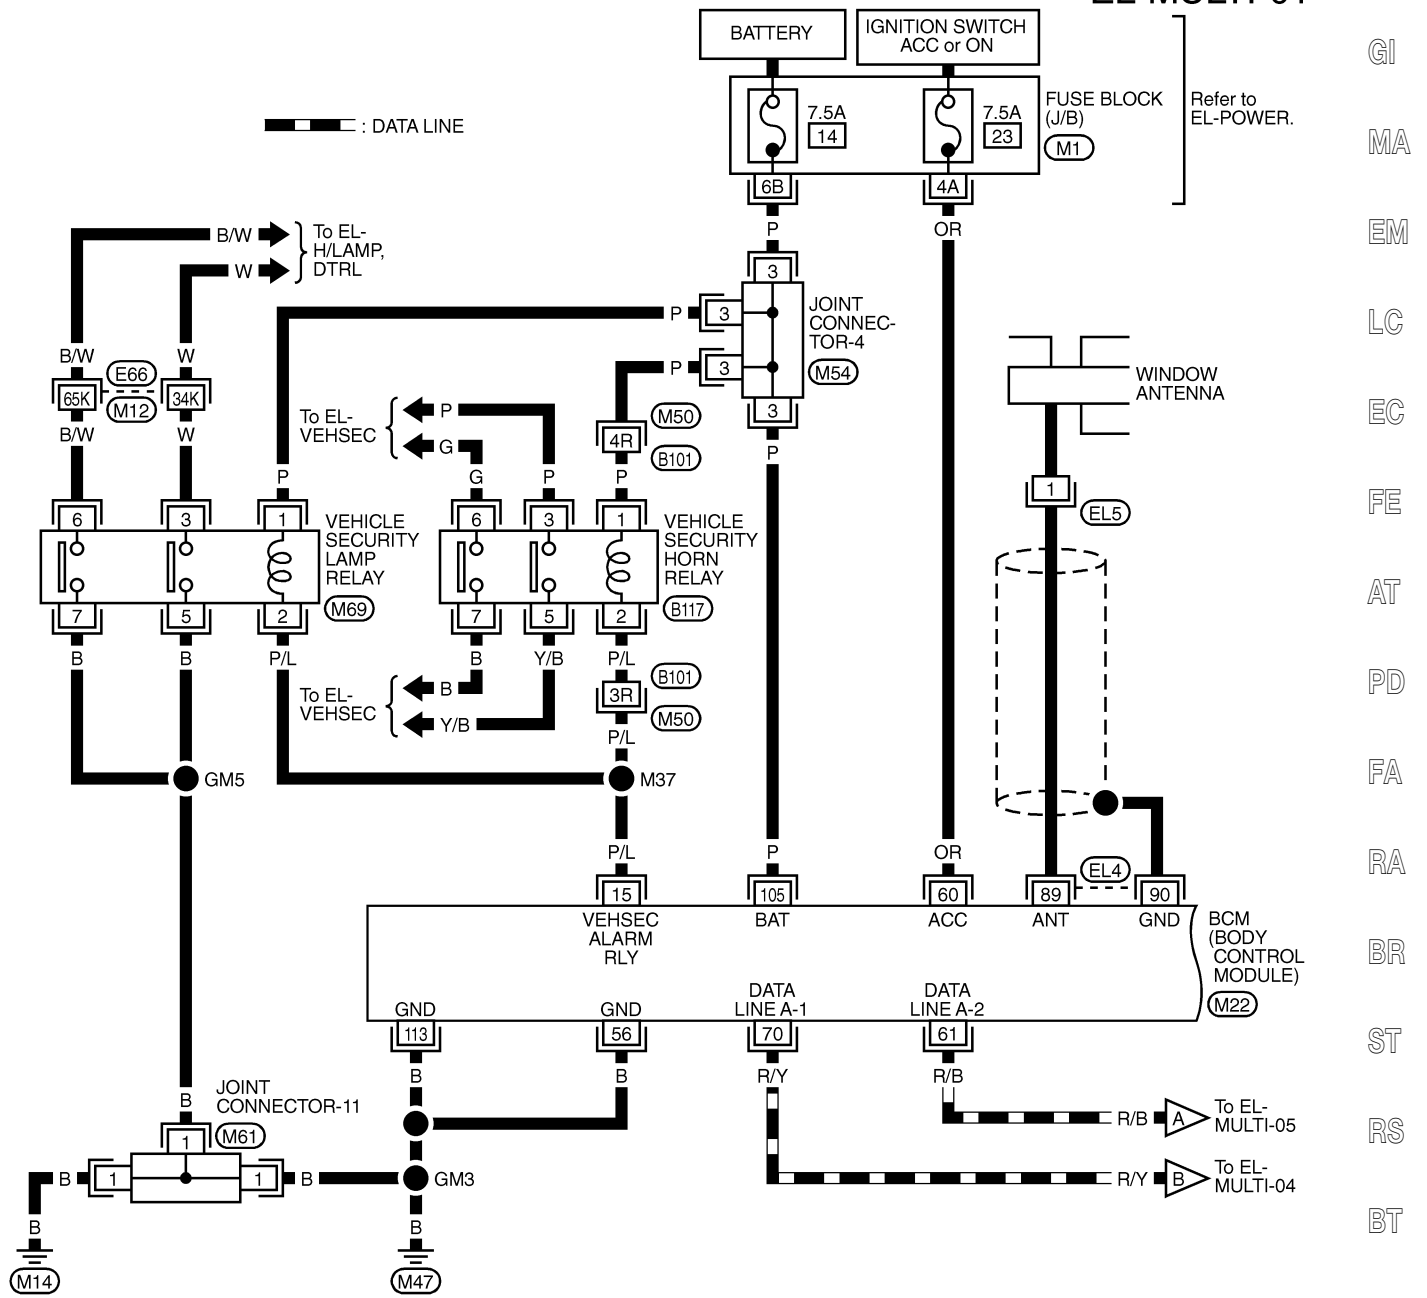 BATTERY
IGNITION SWITCH
ACC or ON
GI
7.5A
14
7.5A
23
FUSE BLOCK
(J/B)
M1
Refer to
EL-POWER.
: DATA LINE
MA
6B
4A
P
OR
EM
B/W
W
To EL-
H/LAMP,
DTRL
3
P
3
P
3
3
P
JOINT
CONNEC-
TOR-4
M54
LC
B/W
W
65K
E66
M12
34K
B/W
W
WINDOW
ANTENNA
EC
To EL-
VEHSEC
P
G
M50
4R
B101
G
P
P
P
1
EL5
FE
6
3
1
VEHICLE
SECURITY
LAMP
RELAY
M69
7
5
2
6
3
1
VEHICLE
SECURITY
HORN
RELAY
B117
7
5
2
AT
B
B
P/L
B
Y/B
P/L
To EL-
VEHSEC
B
Y/B
B101
3R
M50
P/L
PD
GM5
M37
FA
P/L
P
OR
EL4
RA
15
105
60
89
90
VEHSEC
ALARM
RLY
BAT
ACC
ANT
GND
BCM
(BODY
CONTROL
MODULE)
M22
BR
GND
GND
DATA
LINE A-1
DATA
LINE A-2
113
56
70
61
ST
B
B
R/Y
R/B
B
JOINT
CONNECTOR-11
M61
R/B
A
To EL-
MULTI-05
RS
1
B
1
1
B
GM3
R/Y
B
To EL-
MULTI-04
B
B
BT
M14
M47